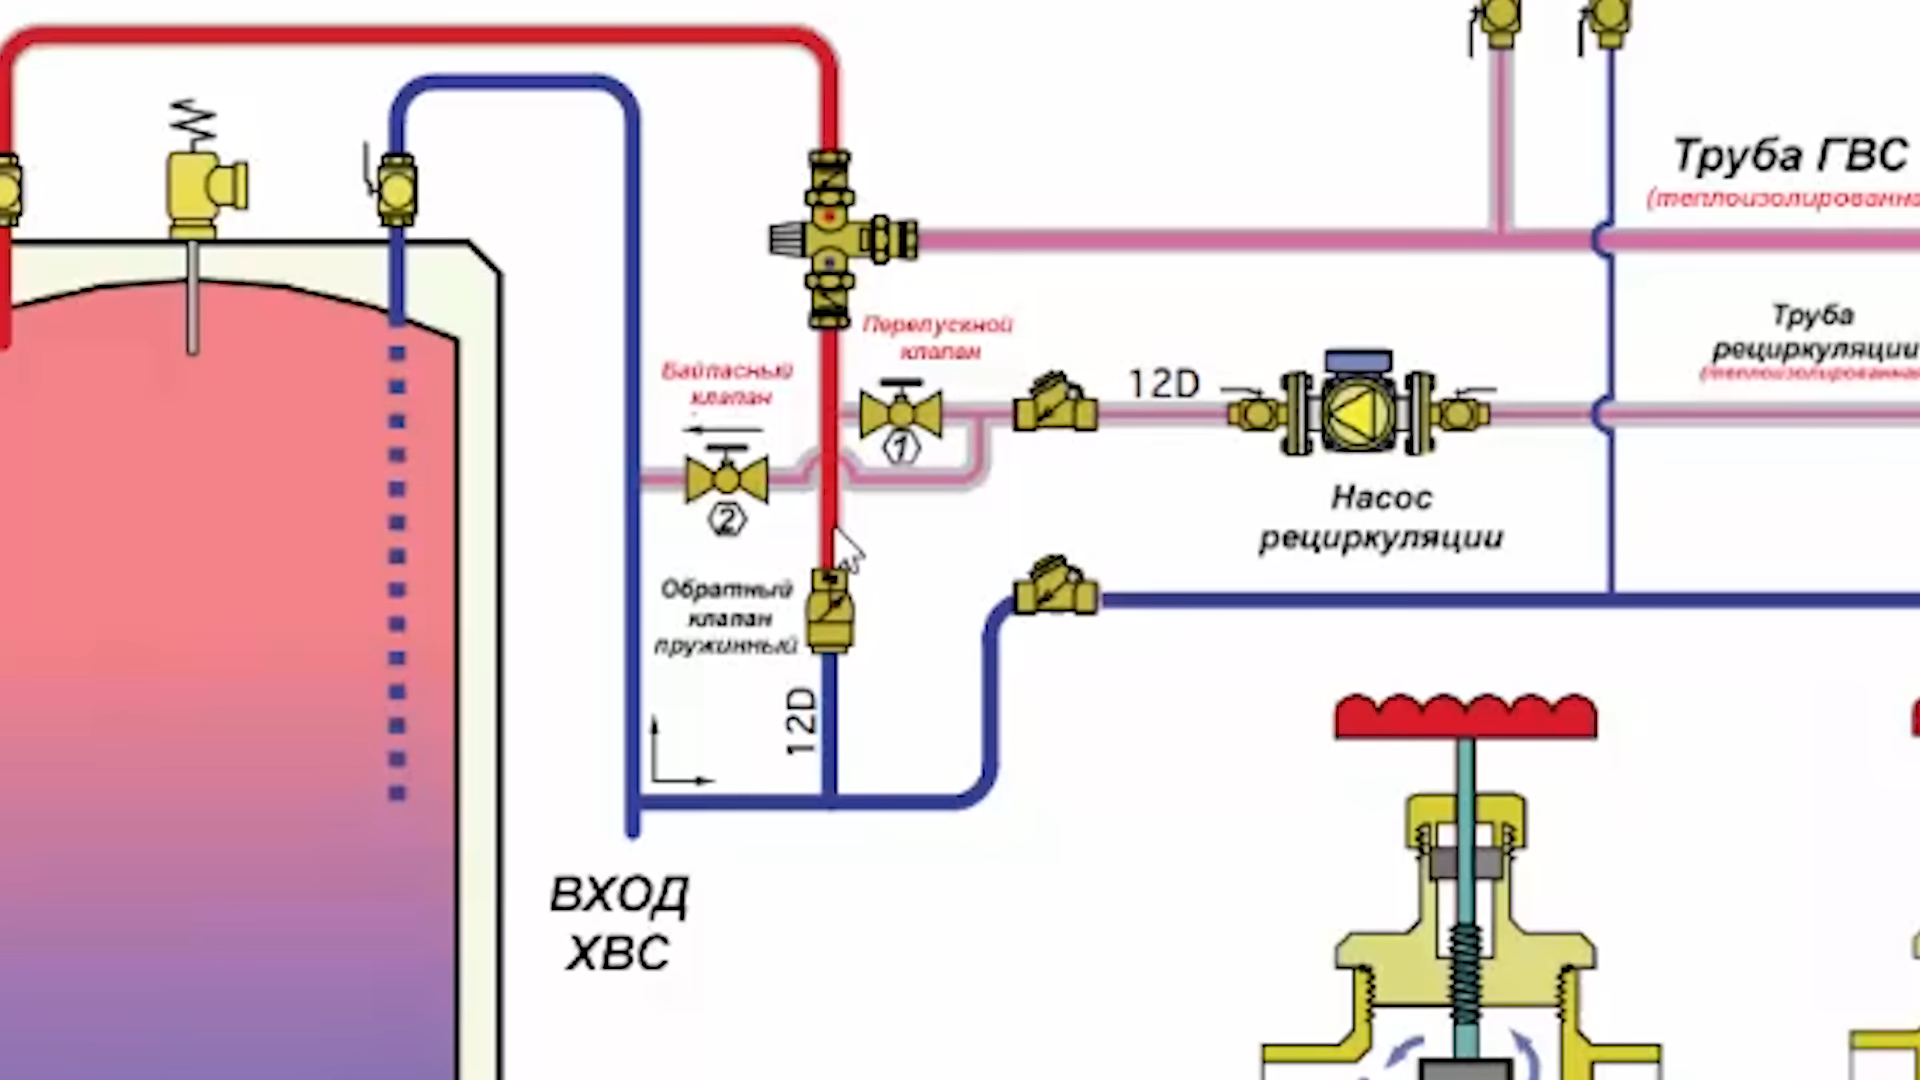 Труба ГВС
(теплоизолированна
Труба
рециркуляции
(теплоизолированная
Перепускной
клапан
Байпасный
клапан
12D
1
2
Насос
рециркуляции
Обратный
клапан
пружинный
12D
ВХОД
ХВС